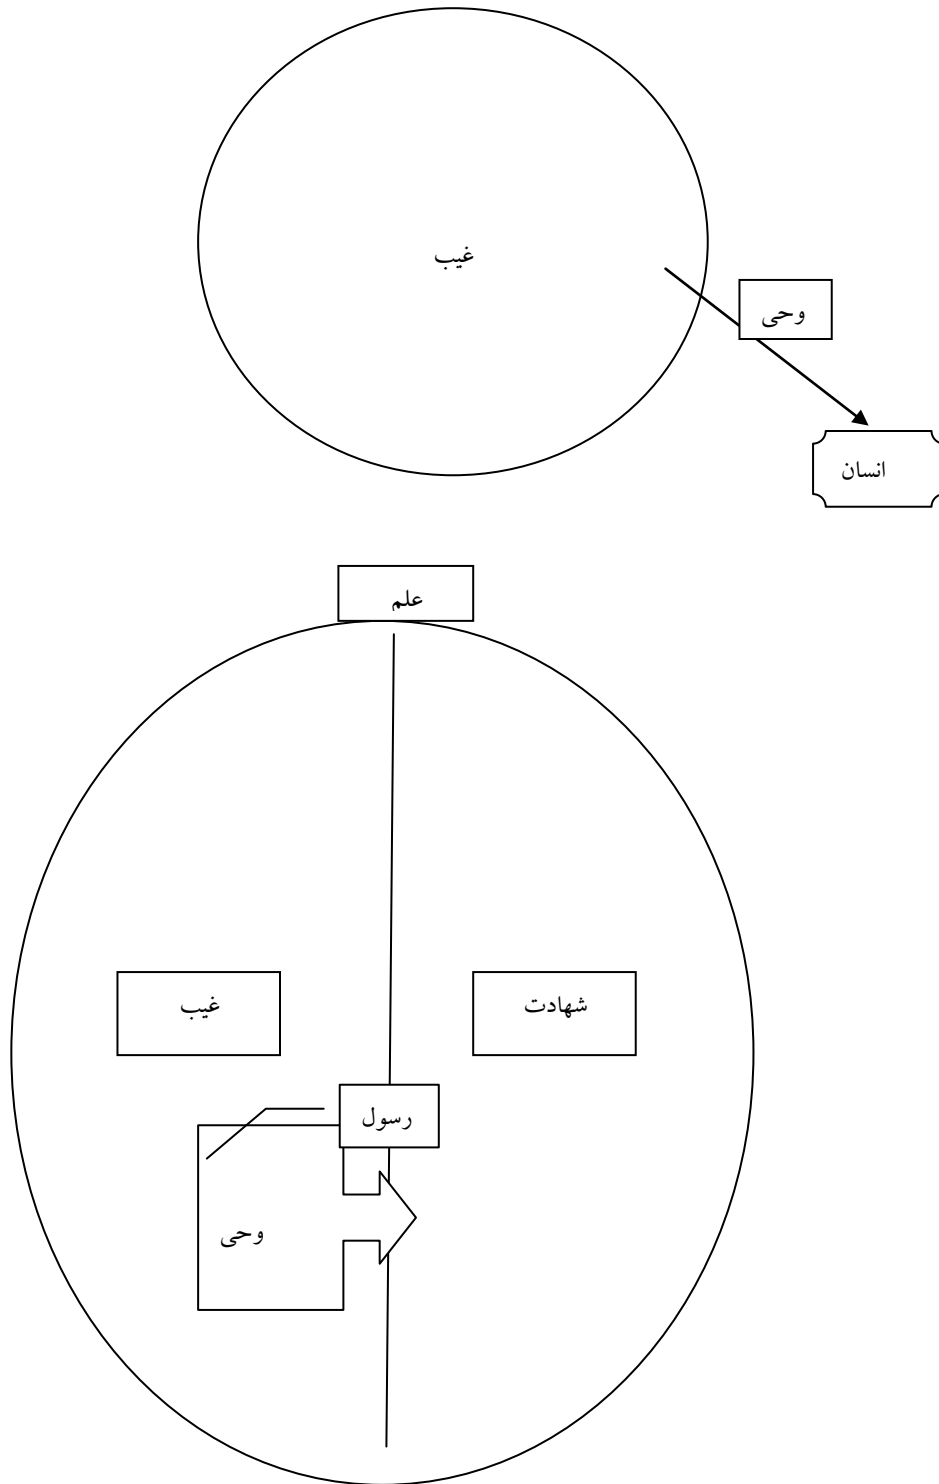 غیب
وحی
انسان
علم
شهادت
غیب
رسول
وحی